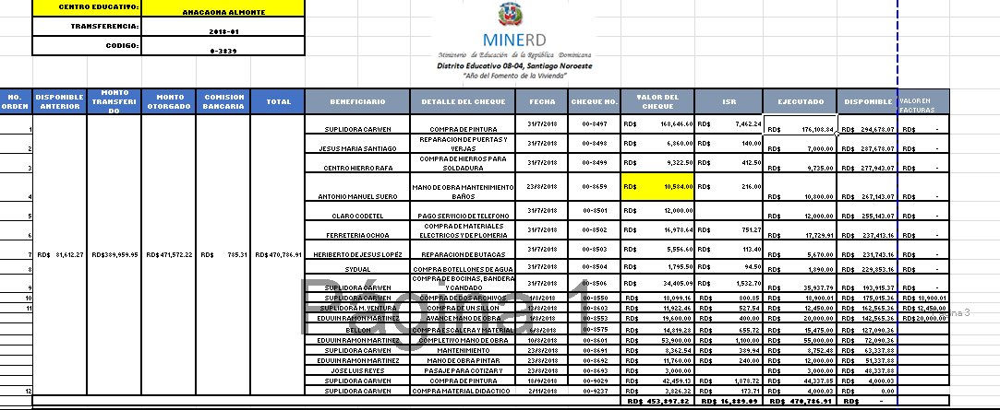 CENTRO EDUCATIVO: ANACAONA ALMONTE
TRANSFERENCIA: 2018-01
CODIGO: 0-3839
MINERD
Ministerio de Educación de la República Dominicana
Distrito Educativo 08-04, Santiago Noroeste
“Año del Fomento de la Vivienda”
NO. ORDEN DISPONIBLE ANTERIOR MONTO TRANSFERIDO MONTO OTORGADO COMISION BANCARIA TOTAL BENEFICIARIO DETALLE DEL CHEQUE FECHA CHEQUE NO. VALOR DEL CHEQUE ISR EJECUTADO DISPONIBLE VALOR EN FACTURAS
1 SUPLIDORA CARWEN COMPRA DE PINTURA 31/7/2018 00-8497 RD$ 168,646.60 RD$ 7,462.24 RD$ 176,108.84 RD$ 294,678.07 RD$ -
2 JESUS MARIA SANTIAGO REPARACION DE PUERTAS Y VERJAS 31/7/2018 00-8498 RD$ 6,860.00 RD$ 140.00 RD$ 7,000.00 RD$ 287,678.07 RD$ -
3 CENTRO HIERRO RAFA COMPRA DE HIERROS PARA SOLDADURA 31/7/2018 00-8499 RD$ 9,322.50 RD$ 412.50 RD$ 9,735.00 RD$ 277,943.07 RD$ -
4 ANTONIO MANUEL SUERO MANO DE OBRA MANTENIMIENTO BAÑOS 23/8/2018 00-8659 RD$ 10,584.00 RD$ 216.00 RD$ 10,800.00 RD$ 267,143.07 RD$ -
5 CLARO CODETEL PAGO SERVICIO DE TELEFONO 31/7/2018 00-8501 RD$ 12,000.00 RD$ 12,000.00 RD$ 255,143.07 RD$ -
6 FERRETERIA OCHOA COMPRA DE MATERIALES ELECTRICOS Y DE PLOMERIA 31/7/2018 00-8502 RD$ 16,978.64 RD$ 751.27 RD$ 17,729.91 RD$ 237,413.16 RD$ -
7 RD$ 81,612.27 RD$389,959.95 RD$471,572.22 RD$ 785.31 RD$470,786.91 HERIBERTO DE JESUS LOPÉZ REPARACION DE BUTACAS 31/7/2018 00-8503 RD$ 5,556.60 RD$ 113.40 RD$ 5,670.00 RD$ 231,743.16 RD$ -
8 SYDUAL COMPRA BOTELLONES DE AGUA 31/7/2018 00-8504 RD$ 1,795.50 RD$ 94.50 RD$ 1,890.00 RD$ 229,853.16 RD$ -
9 SUPLIDORA CARWEN COMPRA DE BOCINAS, BANDERA Y CANDADO 31/7/2018 00-8506 RD$ 34,405.09 RD$ 1,532.70 RD$ 35,937.79 RD$ 193,915.37 RD$ -
10 SUPLIDORA CARWEN COMPRA DE DOS ARCHIVOS 1/8/2018 00-8550 RD$ 18,099.16 RD$ 800.85 RD$ 18,900.01 RD$ 175,015.36 RD$ 18,900.01
11 SUPLIDORA M. VENTURA COMPRA DE UN SILLON 13/8/2018 00-8603 RD$ 11,922.46 RD$ 527.54 RD$ 12,450.00 RD$ 162,565.36 RD$ 12,450.00
EDUUIN RAMON MARTINEZ AVANCE MANO DE OBRA 1/8/2018 00-8553 RD$ 19,600.00 RD$ 400.00 RD$ 20,000.00 RD$ 142,565.36 RD$ 20,000.00
BELLON COMPRA ESCALERA Y MATERIAL 6/8/2018 00-8575 RD$ 14,819.28 RD$ 655.72 RD$ 15,475.00 RD$ 127,090.36
EDUUIN RAMON MARTINEZ COMPLETIVO MANO DE OBRA 10/8/2018 00-8601 RD$ 53,900.00 RD$ 1,100.00 RD$ 55,000.00 RD$ 72,090.36
SUPLIDORA CARWEN MANTENIMIENTO 23/8/2018 00-8691 RD$ 8,362.54 RD$ 389.94 RD$ 8,752.48 RD$ 63,337.88
EDUUIN RAMON MARTINEZ MANO DE OBRA PINTAR 23/8/2018 00-8692 RD$ 11,760.00 RD$ 240.00 RD$ 12,000.00 RD$ 51,337.88
JOSE LUIS REYES PASAJE PARA COTIZAR Y 23/8/2018 00-8693 RD$ 3,000.00 RD$ 3,000.00 RD$ 48,337.88
SUPLIDORA CARWEN COMPRA DE PINTURA 18/9/2018 00-9029 RD$ 42,459.13 RD$ 1,878.72 RD$ 44,337.85 RD$ 4,000.03
12 SUPLIDORA CARWEN COMPRA MATERIAL DIDACTICO 2/11/2018 00-9237 RD$ 3,826.32 RD$ 173.71 RD$ 4,000.03 RD$ 0.00
RD$ 453,897.82 RD$ 16,889.09 RD$ 470,786.91 RD$ -
Página 1